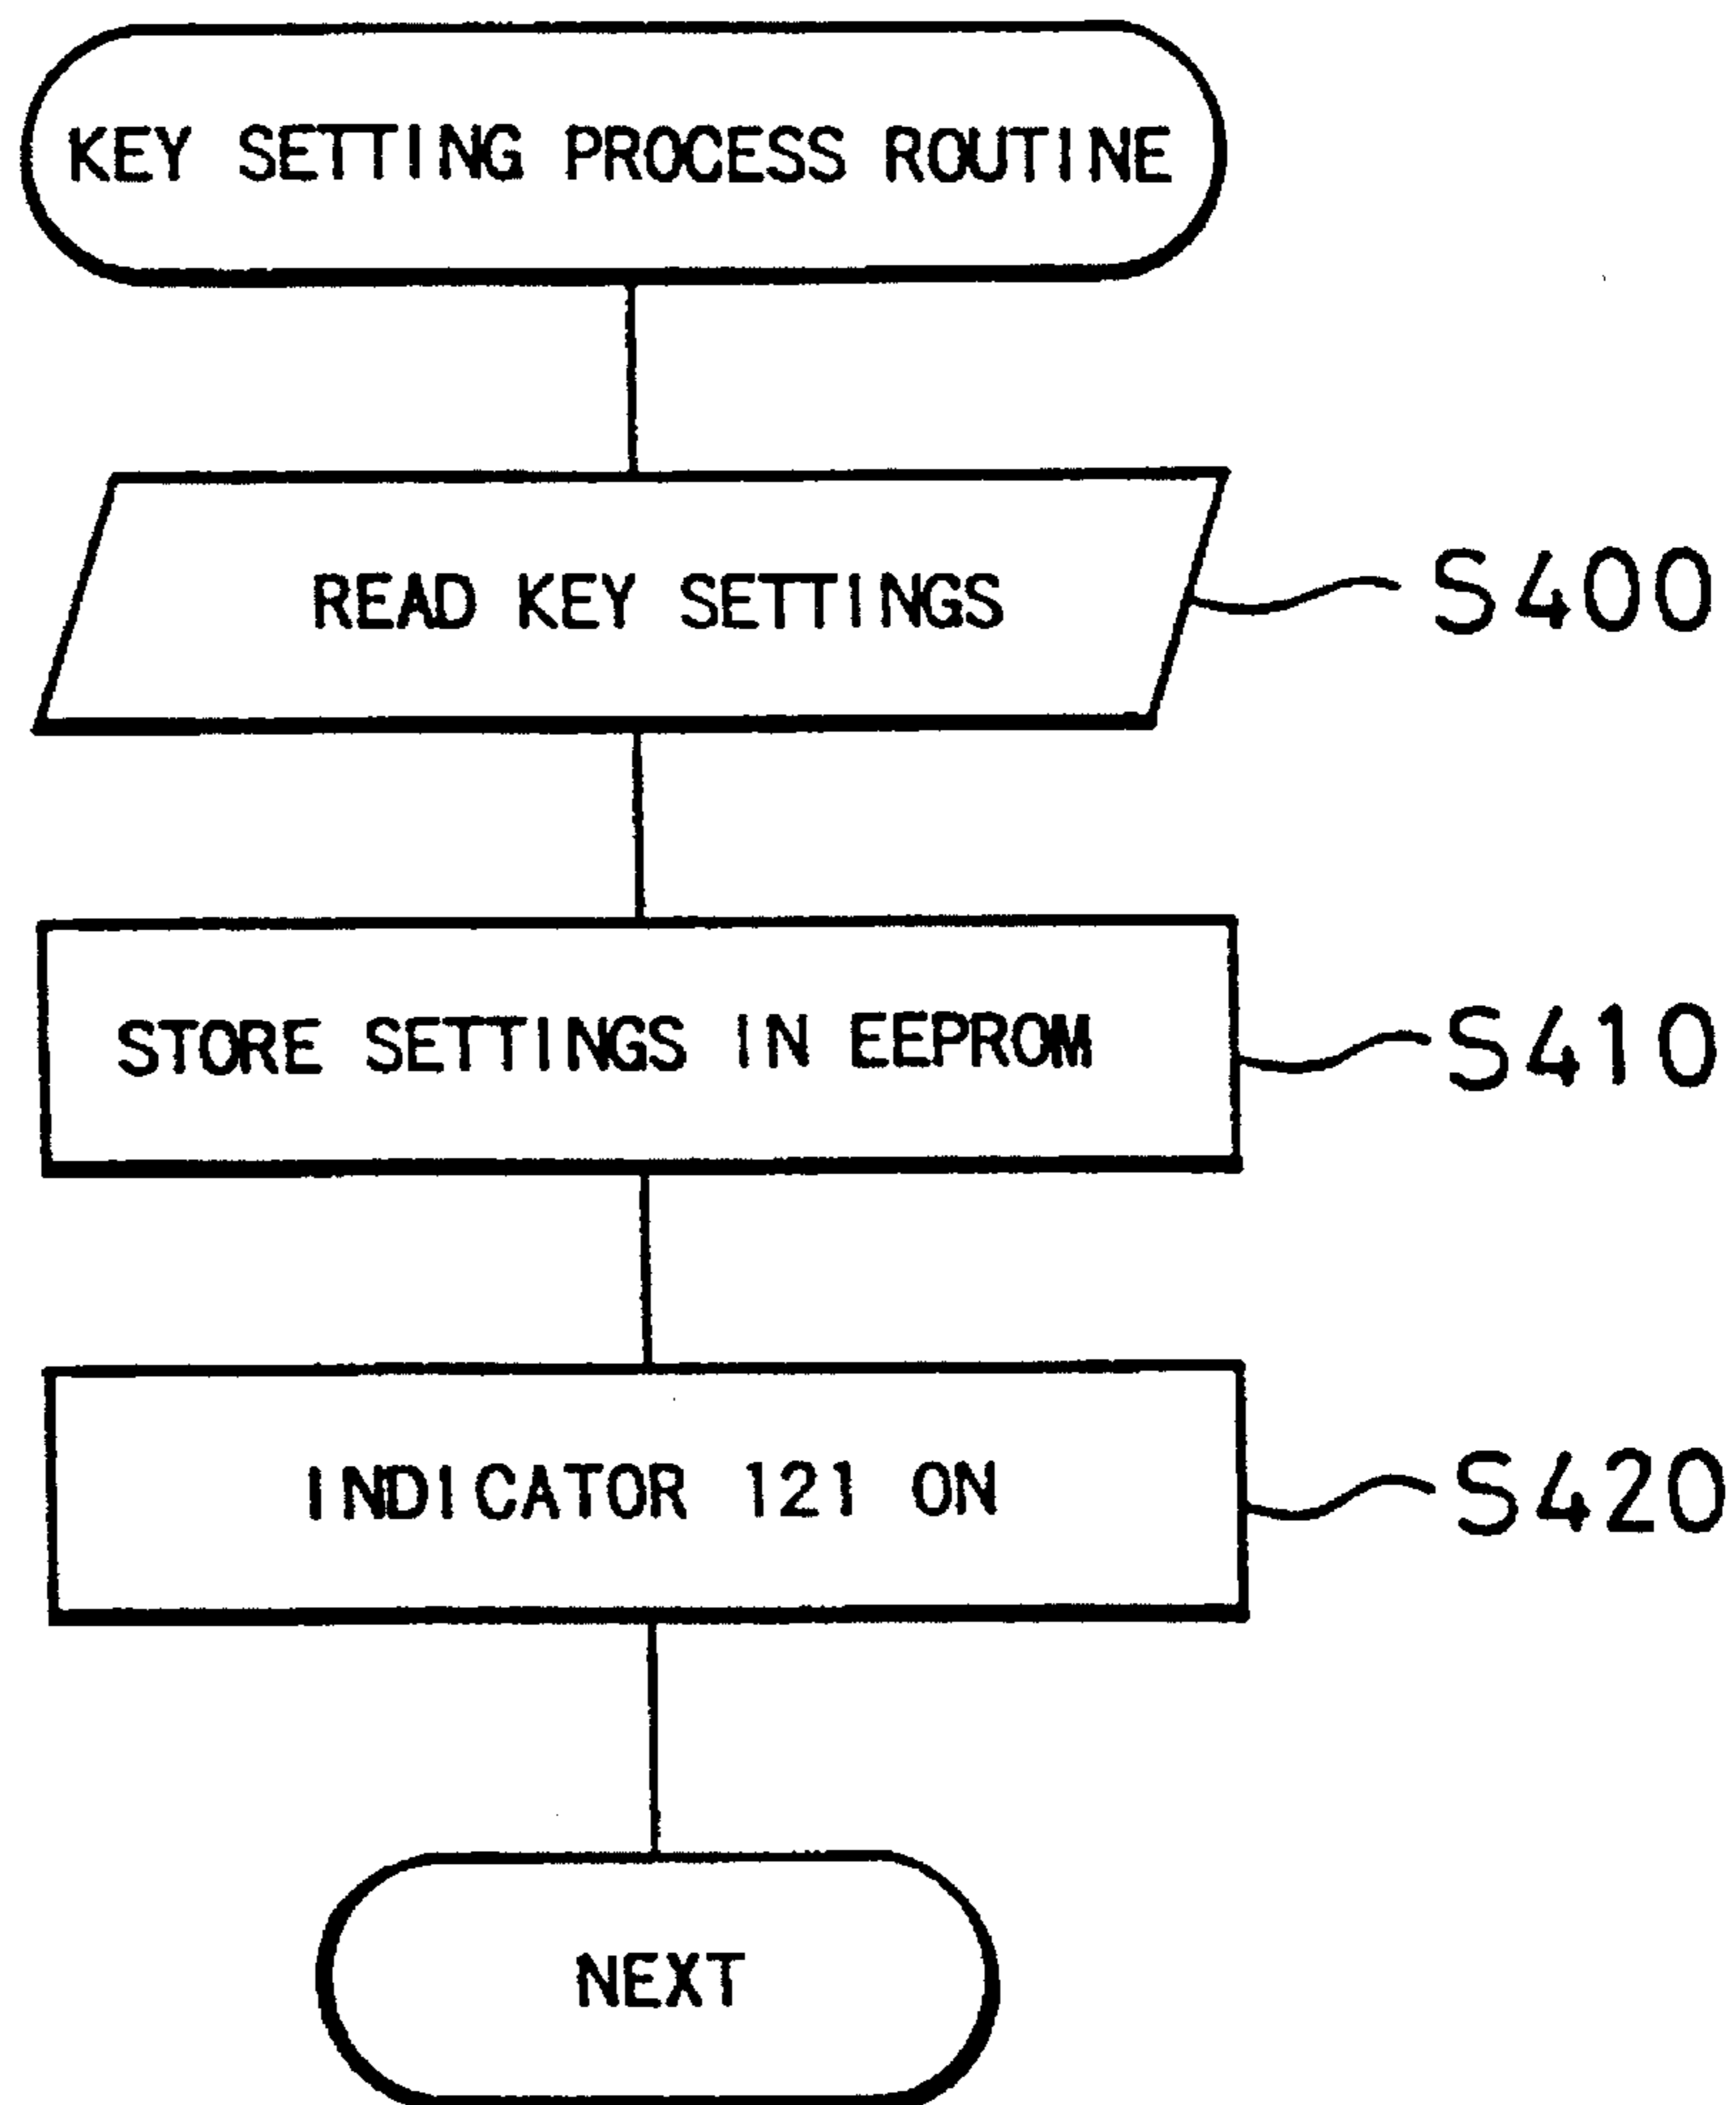 KEY SETTING PROCESS ROUTINE
READ KEY SETTINGS
S400
STORE SETTINGS IN EEPROM
S410
INDICATOR 121 ON
S420
NEXT